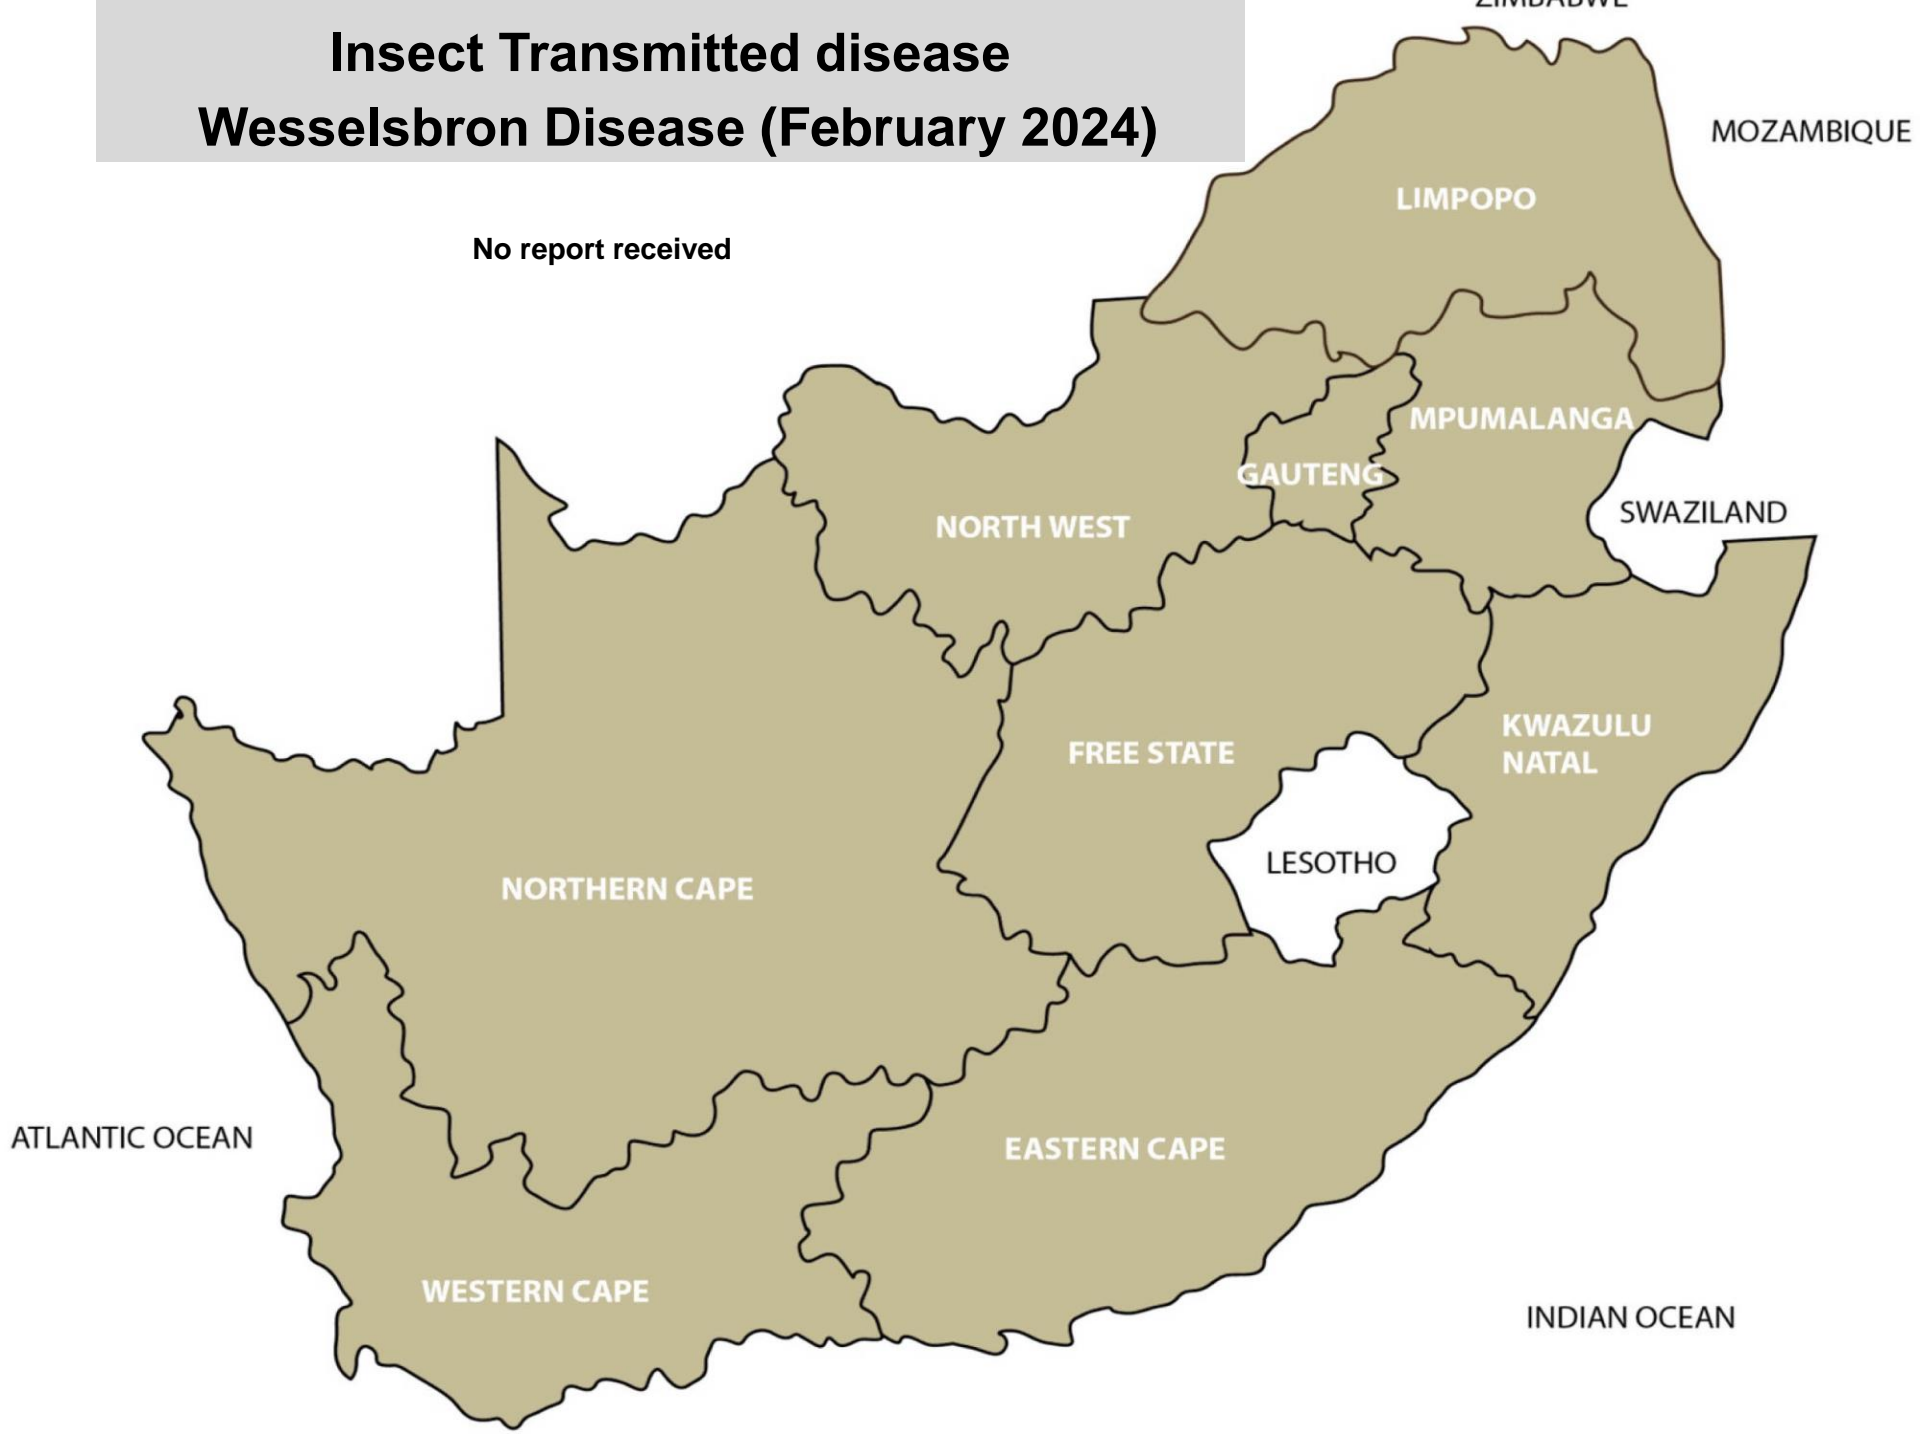 ZIMBABWE
Insect Transmitted disease
Wesselsbron Disease (February 2024)
MOZAMBIQUE
LIMPOPO
No report received
MPUMALANGA
GAUTENG
SWAZILAND
NORTH WEST
KWAZULU
NATAL
FREE STATE
LESOTHO
NORTHERN CAPE
ATLANTIC OCEAN
EASTERN CAPE
WESTERN CAPE
INDIAN OCEAN